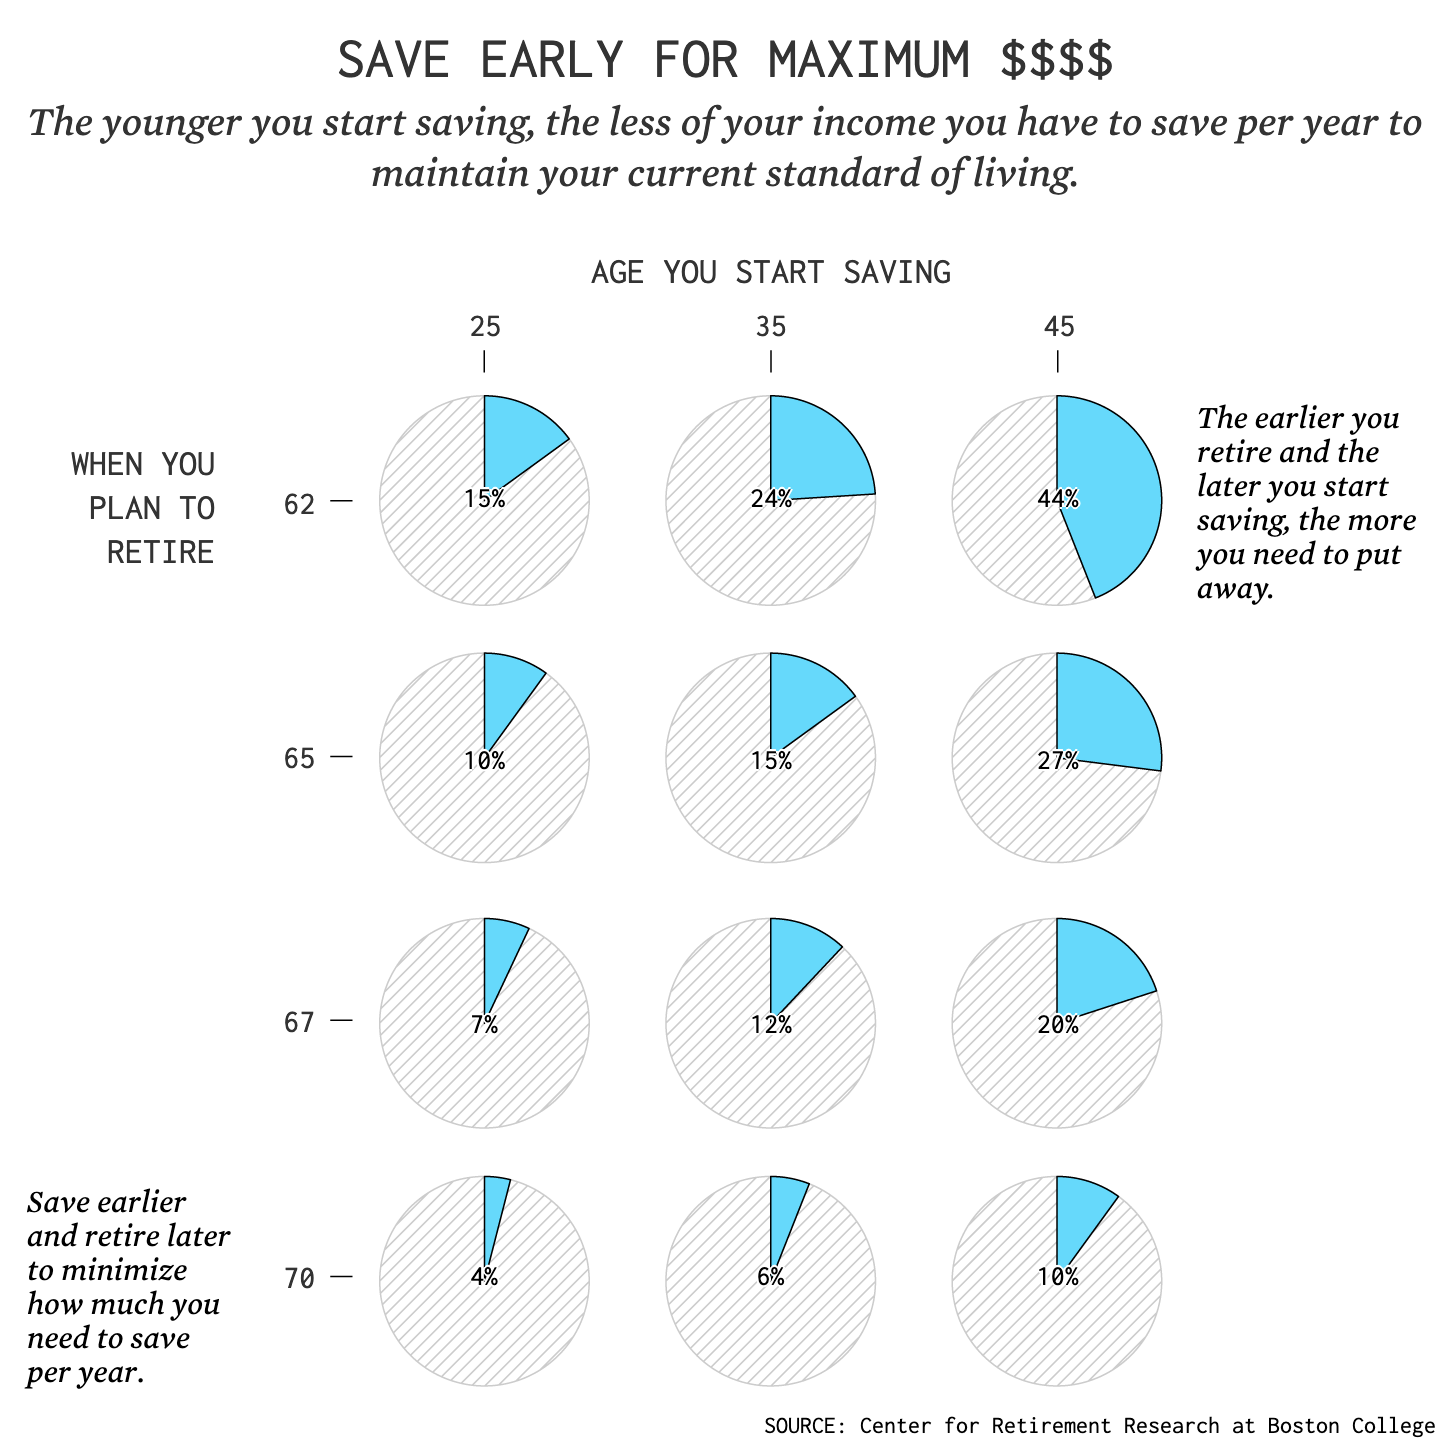 SAVE EARLY FOR MAXIMUM $$$$
The younger you start saving, the less of your income you have to save per year to
maintain your current standard of living.
AGE YOU START SAVING
25 35 45
WHEN YOU
PLAN TO
RETIRE
62 15% 24% 44%
The earlier you
retire and the
later you start
saving, the more
you need to put
away.
65 10% 15% 27%
67 7% 12% 20%
70 4% 6% 10%
Save earlier
and retire later
to minimize
how much you
need to save
per year.
SOURCE: Center for Retirement Research at Boston College